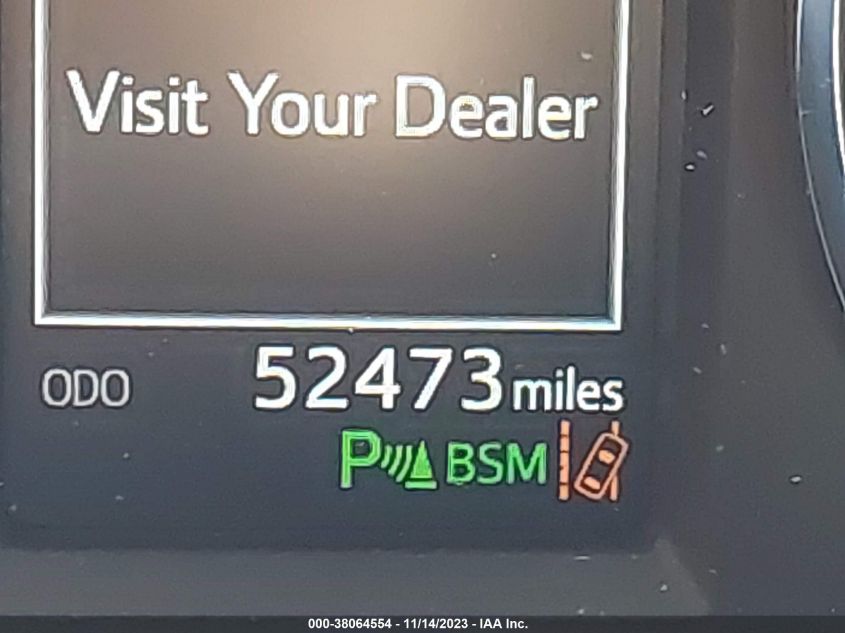 Visit Your Dealer
ODO 52473 miles
P BSM
000-38064554 - 11/14/2023 - IAA Inc.